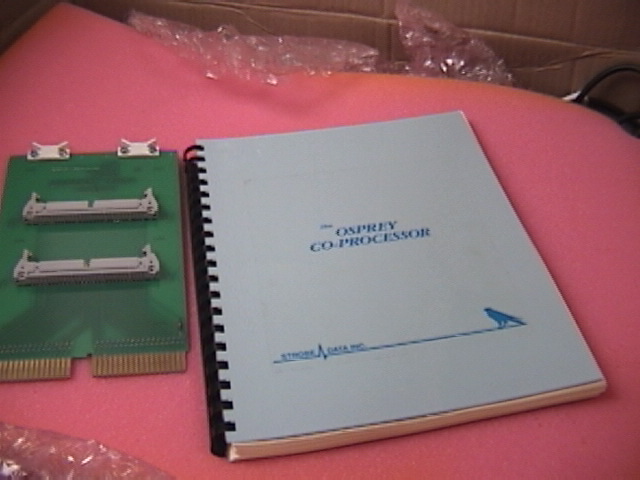 The
OSPREY
CO-PROCESSOR
STROBE DATA INC.